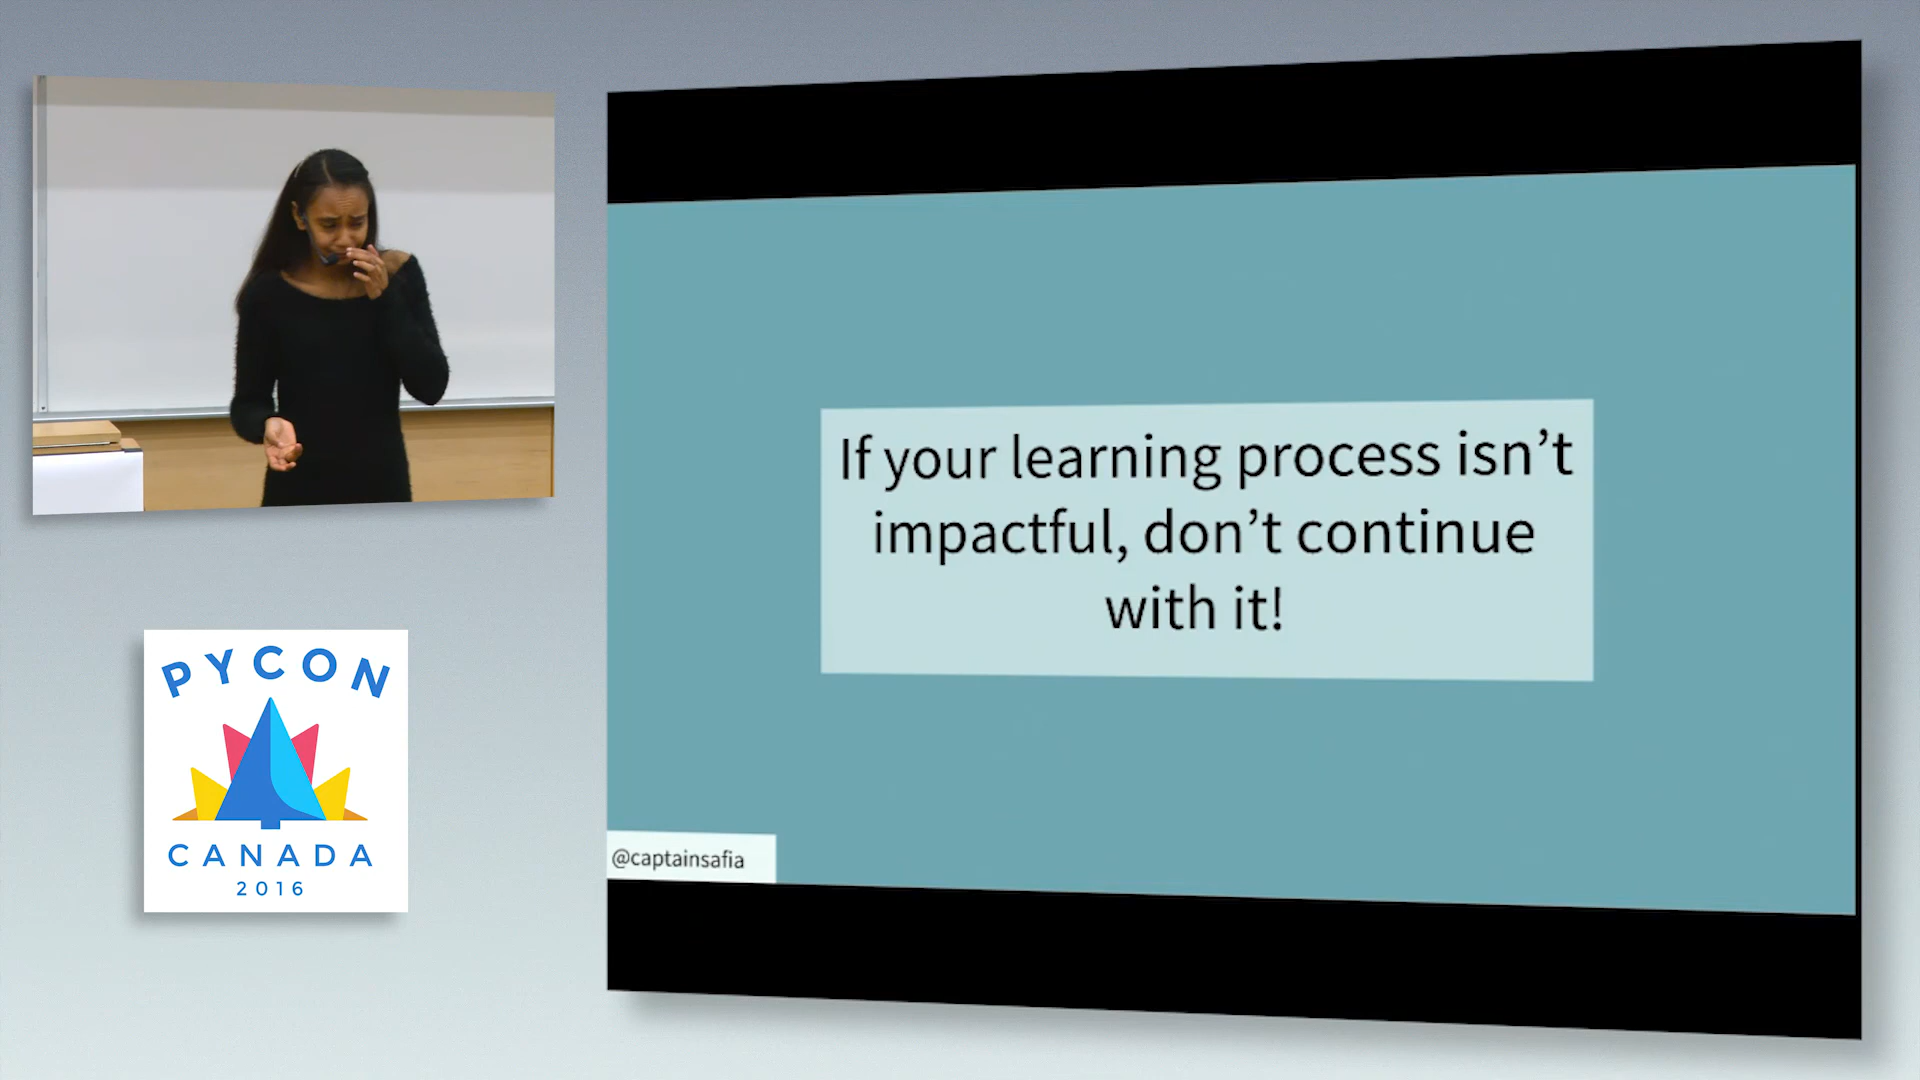 If your learning process isn't
impactful, don't continue
with it!
@captainsafia
PYCON
CANADA
2016